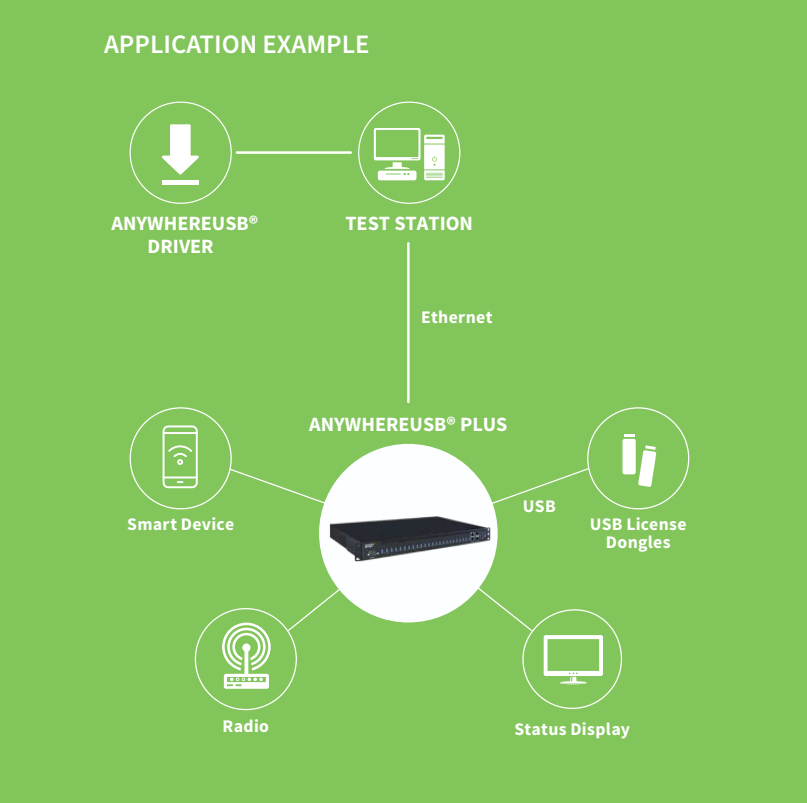 APPLICATION EXAMPLE
ANYWHEREUSB®
DRIVER
TEST STATION
Ethernet
ANYWHEREUSB® PLUS
Smart Device
USB
USB License
Dongles
Radio
Status Display